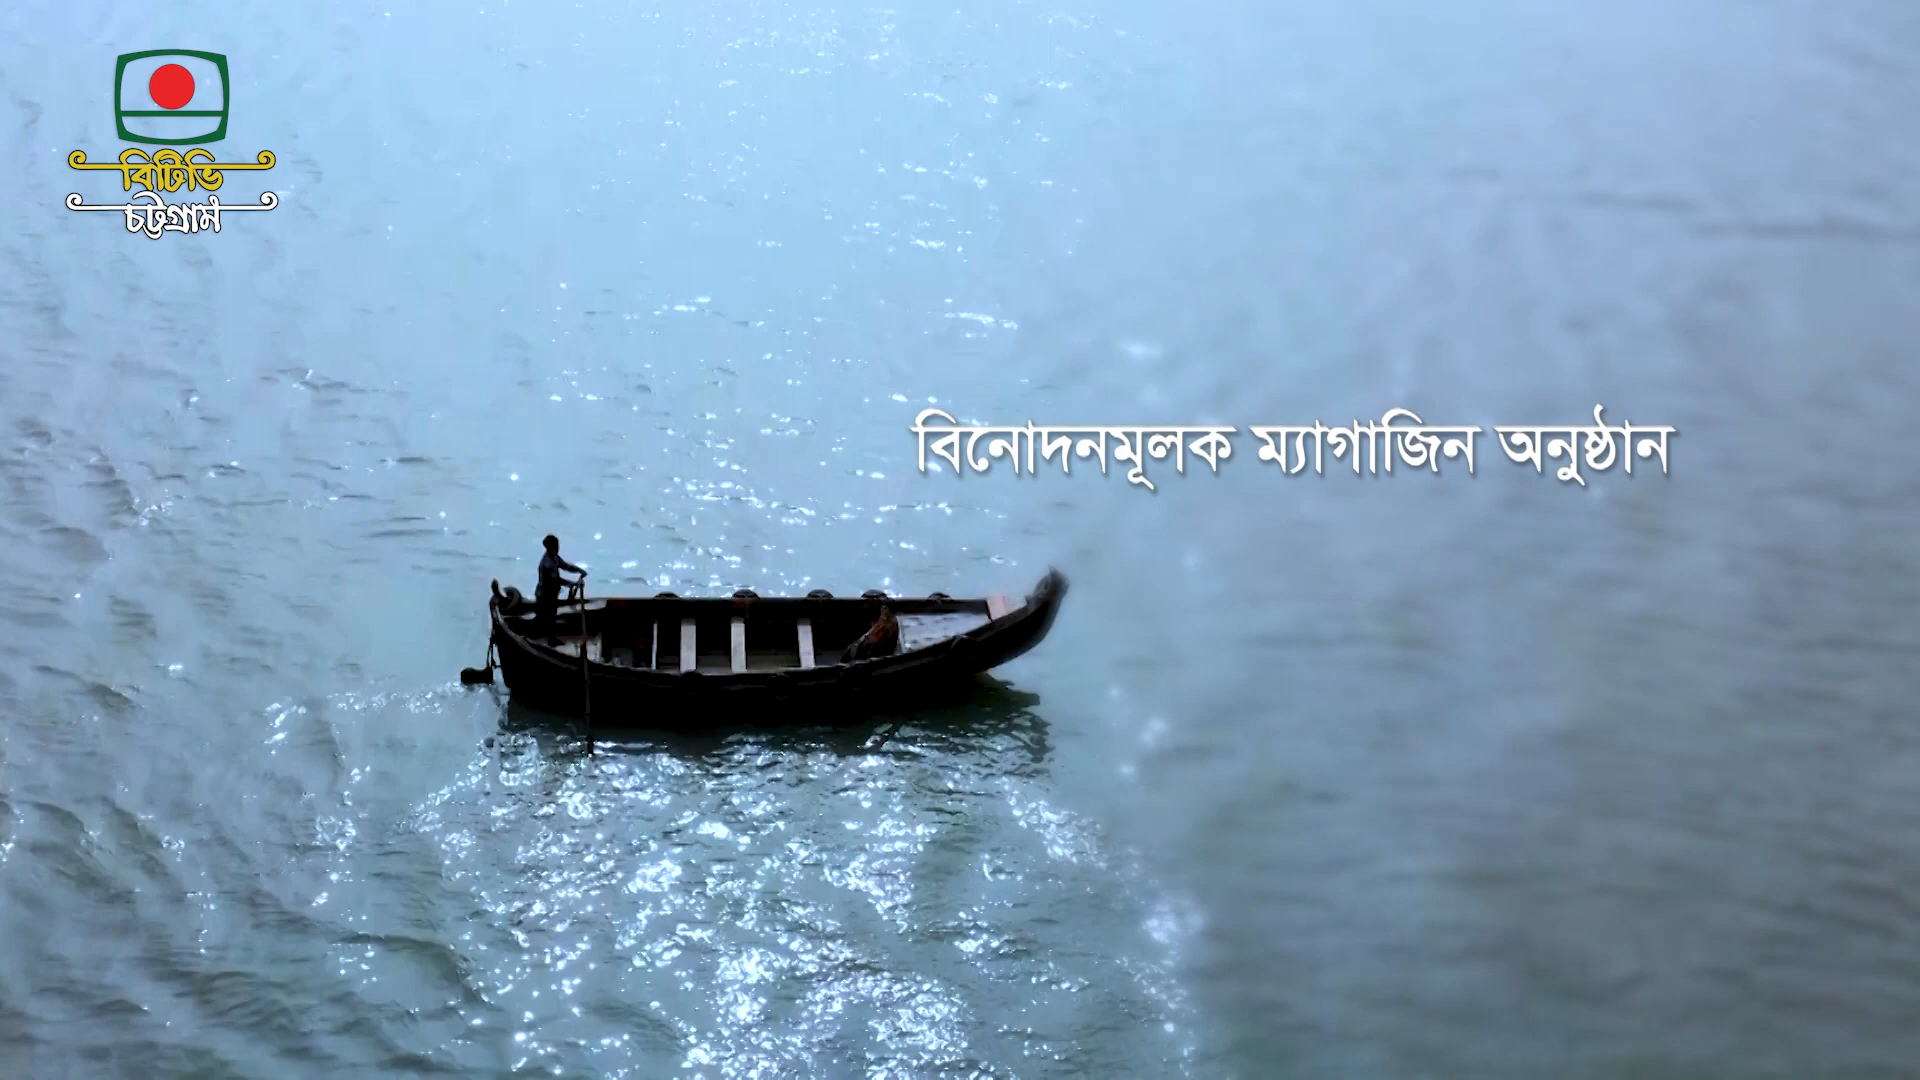 বিটিভি
চট্টগ্রাম
বিনোদনমূলক ম্যাগাজিন অনুষ্ঠান